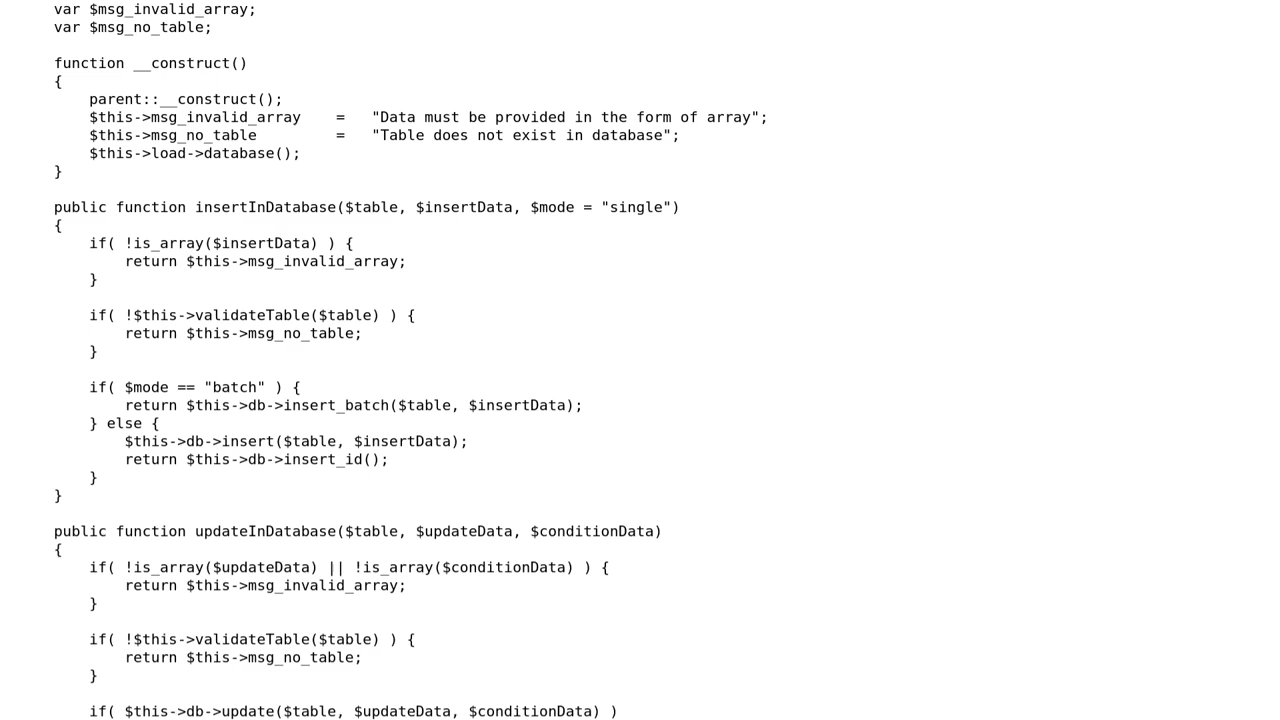 var $msg_invalid_array;
var $msg_no_table;
function __construct()
{
parent::__construct();
$this->msg_invalid_array    =   "Data must be provided in the form of array";
$this->msg_no_table         =   "Table does not exist in database";
$this->load->database();
}
public function insertInDatabase($table, $insertData, $mode = "single")
{
if( !is_array($insertData) ) {
return $this->msg_invalid_array;
}
if( !$this->validateTable($table) ) {
return $this->msg_no_table;
}
if( $mode == "batch" ) {
return $this->db->insert_batch($table, $insertData);
} else {
$this->db->insert($table, $insertData);
return $this->db->insert_id();
}
}
public function updateInDatabase($table, $updateData, $conditionData)
{
if( !is_array($updateData) || !is_array($conditionData) ) {
return $this->msg_invalid_array;
}
if( !$this->validateTable($table) ) {
return $this->msg_no_table;
}
if( $this->db->update($table, $updateData, $conditionData) )